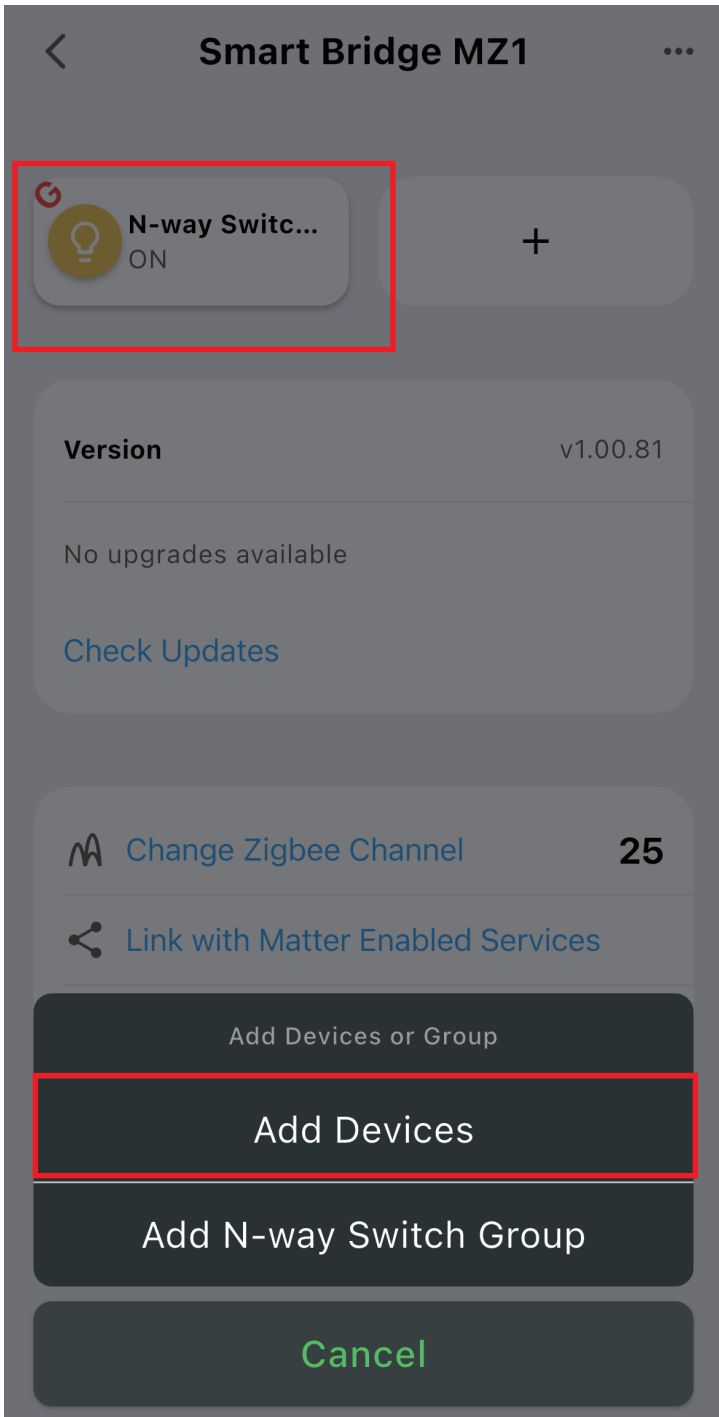 Smart Bridge MZ1
G
N-way Switc...
ON
+
Version
v1.00.81
No upgrades available
Check Updates
Change Zigbee Channel
25
Link with Matter Enabled Services
Add Devices or Group
Add Devices
Add N-way Switch Group
Cancel